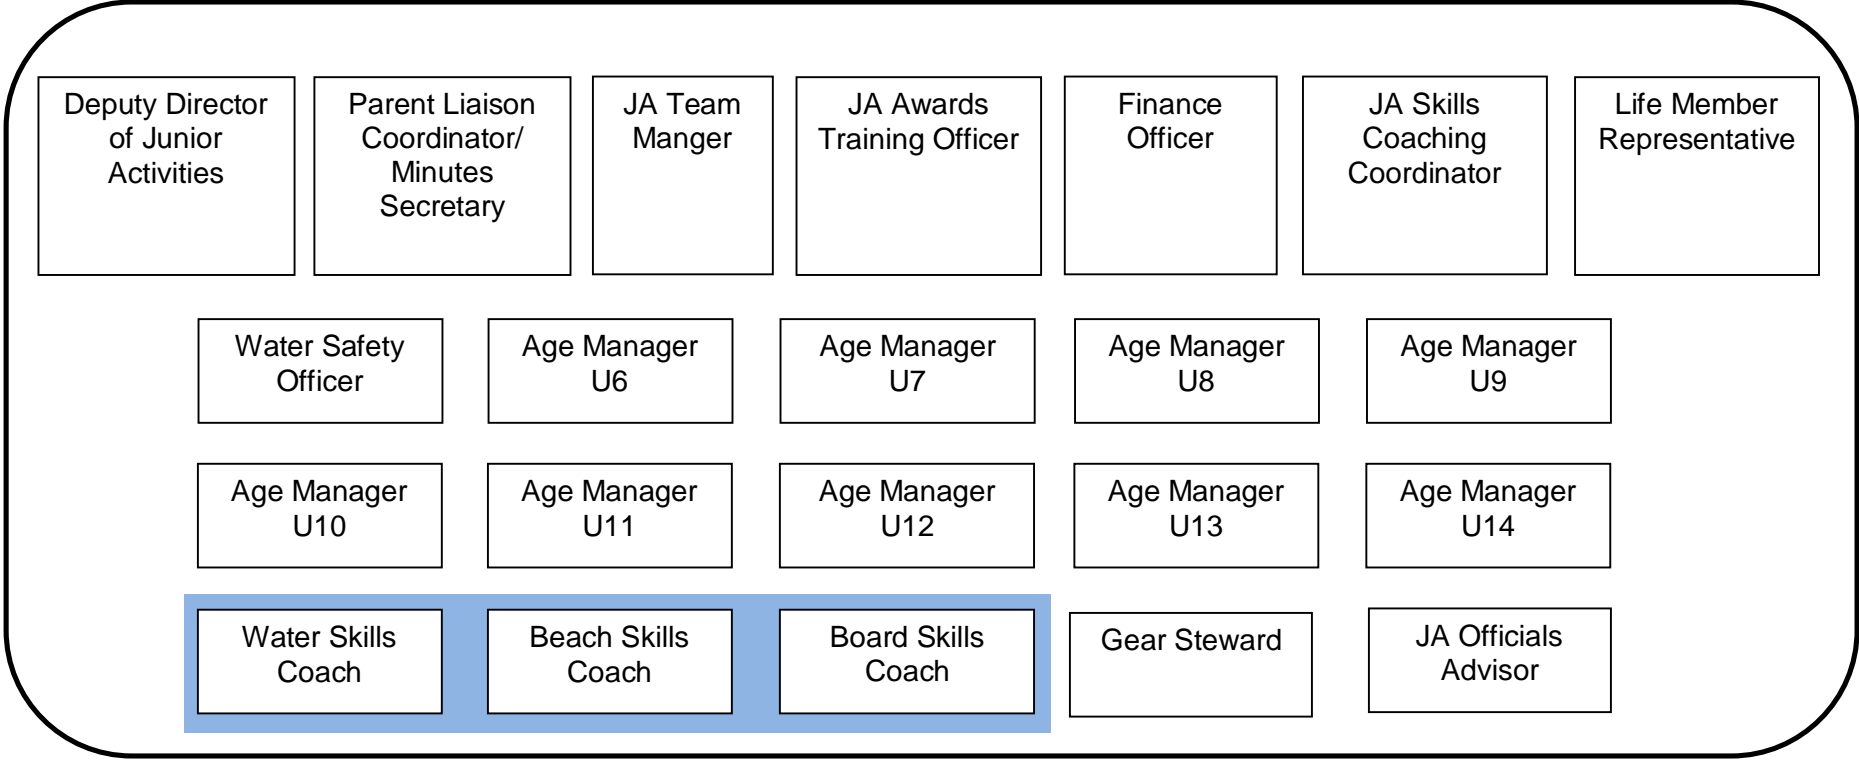 Deputy Director
of Junior
Activities
Parent Liaison
Coordinator/
Minutes
Secretary
JA Team
Manger
JA Awards
Training Officer
Finance
Officer
JA Skills
Coaching
Coordinator
Life Member
Representative
Water Safety
Officer
Age Manager
U6
Age Manager
U7
Age Manager
U8
Age Manager
U9
Age Manager
U10
Age Manager
U11
Age Manager
U12
Age Manager
U13
Age Manager
U14
Water Skills
Coach
Beach Skills
Coach
Board Skills
Coach
Gear Steward
JA Officials
Advisor